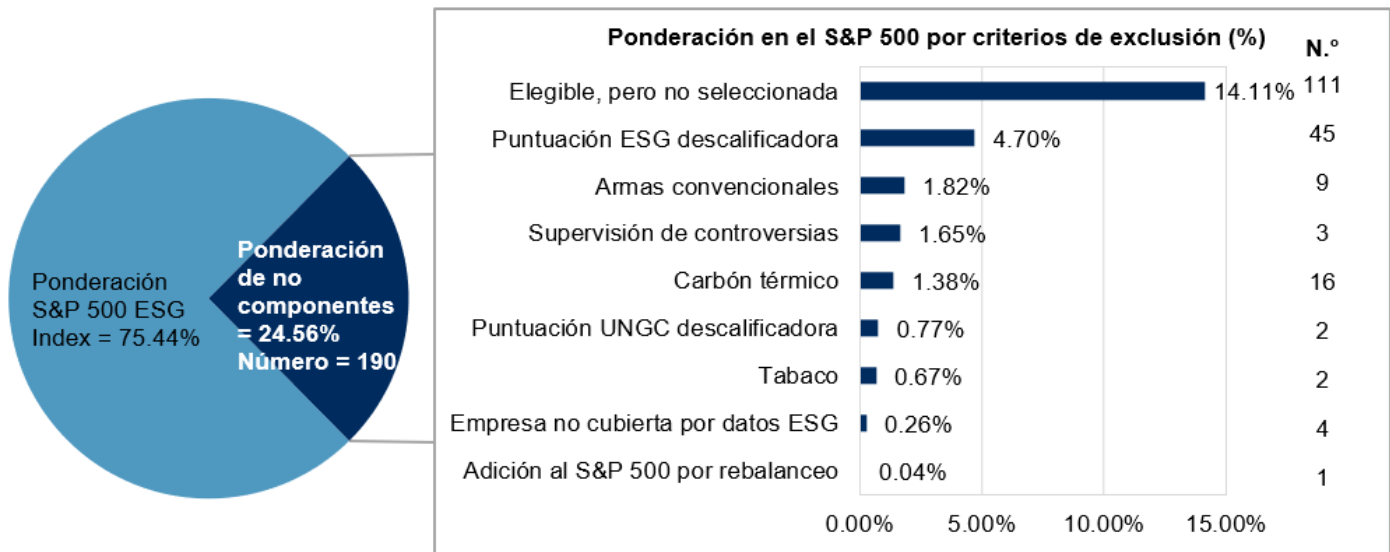 Ponderación en el S&P 500 por criterios de exclusión (%)
N.°
Elegible, pero no seleccionada 14.11% 111
Puntuación ESG descalificadora 4.70% 45
Armas convencionales 1.82% 9
Supervisión de controversias 1.65% 3
Carbón térmico 1.38% 16
Puntuación UNGC descalificadora 0.77% 2
Tabaco 0.67% 2
Empresa no cubierta por datos ESG 0.26% 4
Adición al S&P 500 por rebalanceo 0.04% 1
0.00% 5.00% 10.00% 15.00%
Ponderación
S&P 500 ESG
Index = 75.44%
Ponderación
de no
componentes
= 24.56%
Número = 190